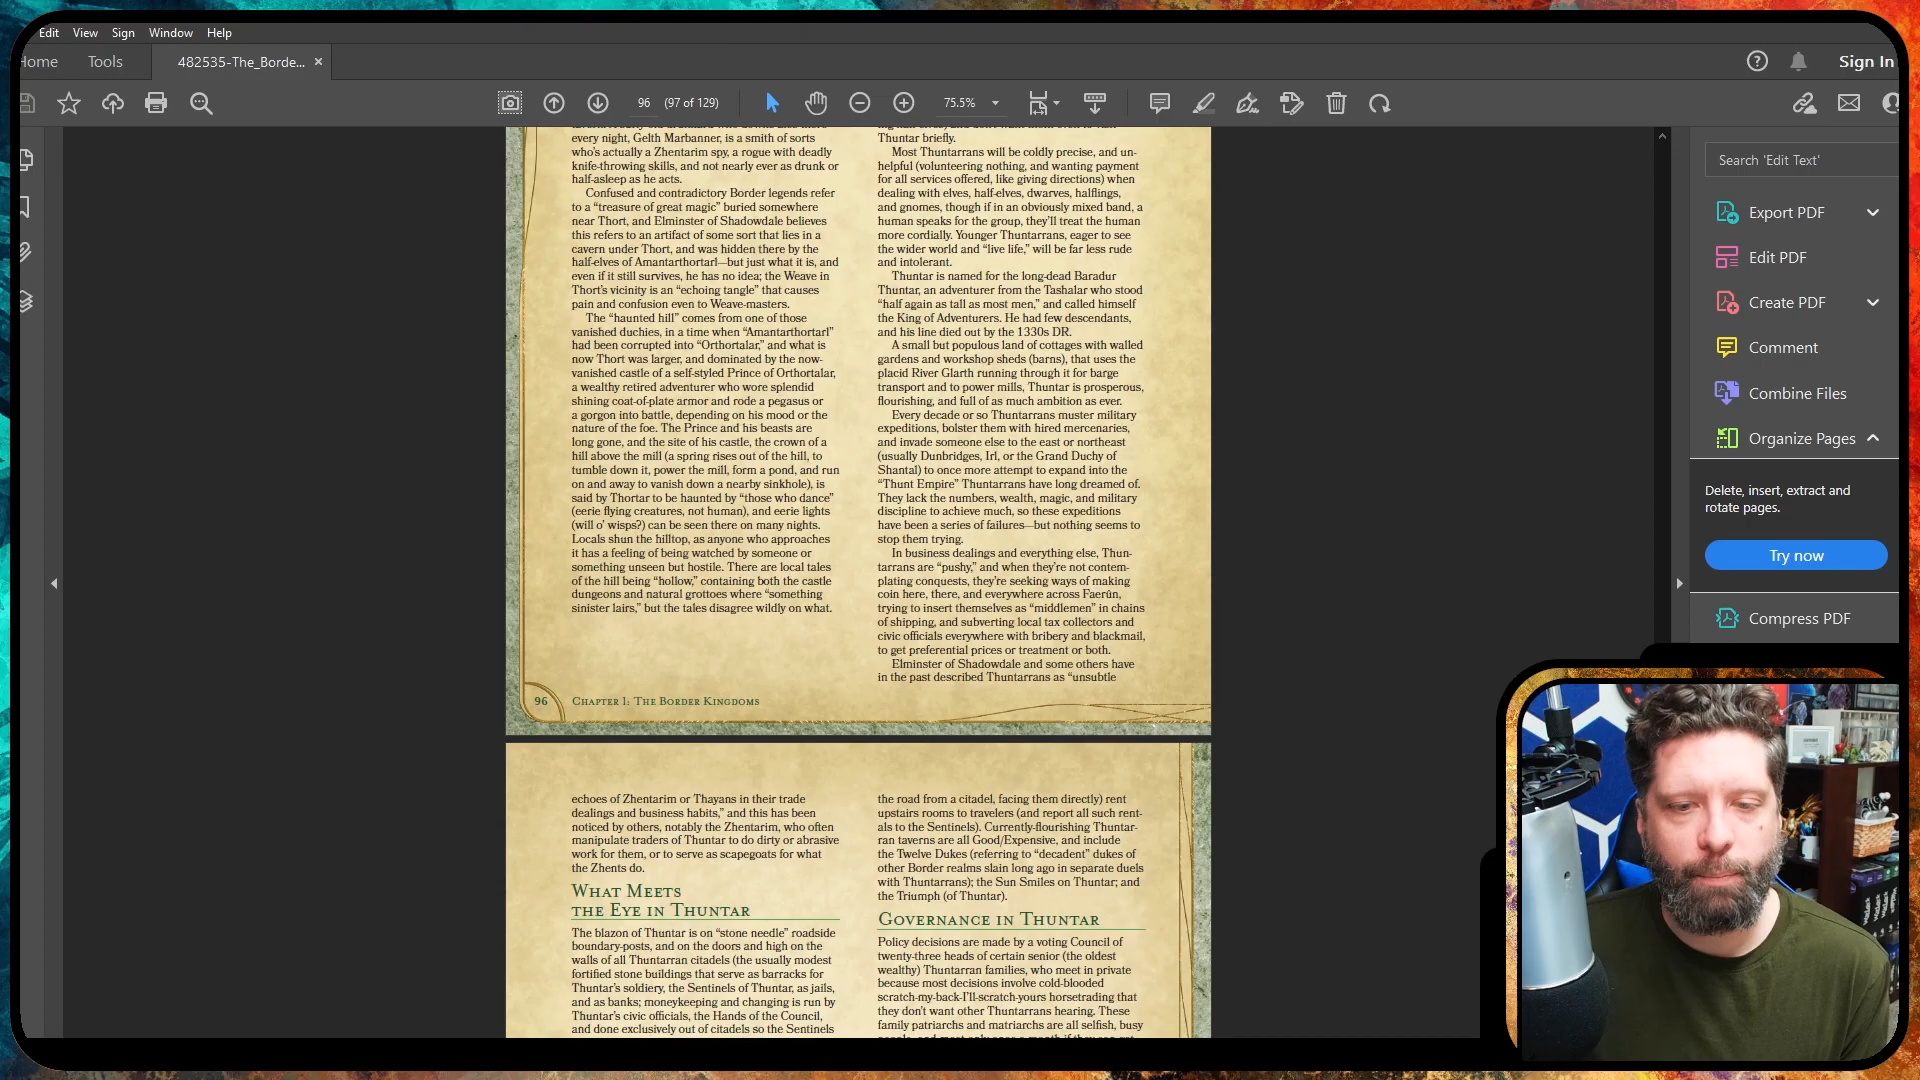 Edit View Sign Window Help
Home Tools 482535-The_Borde... × Sign In
96 (97 of 129) 75.5%
every night, Gelth Marbanner, is a smith of sorts
who's actually a Zhentarim spy, a rogue with deadly
knife-throwing skills, and not nearly ever as drunk or
half-asleep as he acts.
Confused and contradictory Border legends refer
to a “treasure of great magic” buried somewhere
near Thort, and Elminster of Shadowdale believes
this refers to an artifact of some sort that lies in a
cavern under Thort, and was hidden there by the
half-elves of Amantarthortarl—but just what it is, and
even if it still survives, he has no idea; the Weave in
Thort's vicinity is an “echoing tangle” that causes
pain and confusion even to Weave-masters.
The “haunted hill” comes from one of those
vanished duchies, in a time when “Amantarthortarl”
had been corrupted into “Orthortalar,” and what is
now Thort was larger, and dominated by the now-
vanished castle of a self-styled Prince of Orthortalar,
a wealthy retired adventurer who wore splendid
shining coat-of-plate armor and rode a pegasus or
a gorgon into battle, depending on his mood or the
nature of the foe. The Prince and his beasts are
long gone, and the site of his castle, the crown of a
hill above the mill (a spring rises out of the hill, to
tumble down it, power the mill, form a pond, and run
on and away to vanish down a nearby sinkhole), is
said by Thortar to be haunted by “those who dance”
(eerie flying creatures, not human), and eerie lights
(will o' wisps?) can be seen there on many nights.
Locals shun the hilltop, as anyone who approaches
it has a feeling of being watched by someone or
something unseen but hostile. There are local tales
of the hill being “hollow,” containing both the castle
dungeons and natural grottoes where “something
sinister lairs,” but the tales disagree wildly on what.
Thuntar briefly.
Most Thuntarrans will be coldly precise, and un-
helpful (volunteering nothing, and wanting payment
for all services offered, like giving directions) when
dealing with elves, half-elves, dwarves, halflings,
and gnomes, though if in an obviously mixed band, a
human speaks for the group, they'll treat the human
more cordially. Younger Thuntarrans, eager to see
the wider world and “live life,” will be far less rude
and intolerant.
Thuntar is named for the long-dead Baradur
Thuntar, an adventurer from the Tashalar who stood
“half again as tall as most men,” and called himself
the King of Adventurers. He had few descendants,
and his line died out by the 1330s DR.
A small but populous land of cottages with walled
gardens and workshop sheds (barns), that uses the
placid River Glarth running through it for barge
transport and to power mills, Thuntar is prosperous,
flourishing, and full of as much ambition as ever.
Every decade or so Thuntarrans muster military
expeditions, bolster them with hired mercenaries,
and invade someone else to the east or northeast
(usually Dunbridges, Irl, or the Grand Duchy of
Shantal) to once more attempt to expand into the
“Thunt Empire” Thuntarrans have long dreamed of.
They lack the numbers, wealth, magic, and military
discipline to achieve much, so these expeditions
have been a series of failures—but nothing seems to
stop them trying.
In business dealings and everything else, Thun-
tarrans are “pushy,” and when they're not contem-
plating conquests, they're seeking ways of making
coin here, there, and everywhere across Faerûn,
trying to insert themselves as “middlemen” in chains
of shipping, and subverting local tax collectors and
civic officials everywhere with bribery and blackmail,
to get preferential prices or treatment or both.
Elminster of Shadowdale and some others have
in the past described Thuntarrans as “unsubtle
96 Chapter 1: The Border Kingdoms
echoes of Zhentarim or Thayans in their trade
dealings and business habits,” and this has been
noticed by others, notably the Zhentarim, who often
manipulate traders of Thuntar to do dirty or abrasive
work for them, or to serve as scapegoats for what
the Zhents do.
What Meets
the Eye in Thuntar
The blazon of Thuntar is on “stone needle” roadside
boundary-posts, and on the doors and high on the
walls of all Thuntarran citadels (the usually modest
fortified stone buildings that serve as barracks for
Thuntar's soldiery, the Sentinels of Thuntar, as jails,
and as banks; moneykeeping and changing is run by
Thuntar's civic officials, the Hands of the Council,
and done exclusively out of citadels so the Sentinels
the road from a citadel, facing them directly) rent
upstairs rooms to travelers (and report all such rent-
als to the Sentinels). Currently-flourishing Thuntar-
ran taverns are all Good/Expensive, and include
the Twelve Dukes (referring to “decadent” dukes of
other Border realms slain long ago in separate duels
with Thuntarrans); the Sun Smiles on Thuntar; and
the Triumph (of Thuntar).
Governance in Thuntar
Policy decisions are made by a voting Council of
twenty-three heads of certain senior (the oldest
wealthy) Thuntarran families, who meet in private
because most decisions involve cold-blooded
scratch-my-back-I'll-scratch-yours horsetrading that
they don't want other Thuntarrans hearing. These
family patriarchs and matriarchs are all selfish, busy
Search 'Edit Text'
Export PDF
Edit PDF
Create PDF
Comment
Combine Files
Organize Pages
Delete, insert, extract and
rotate pages.
Try now
Compress PDF